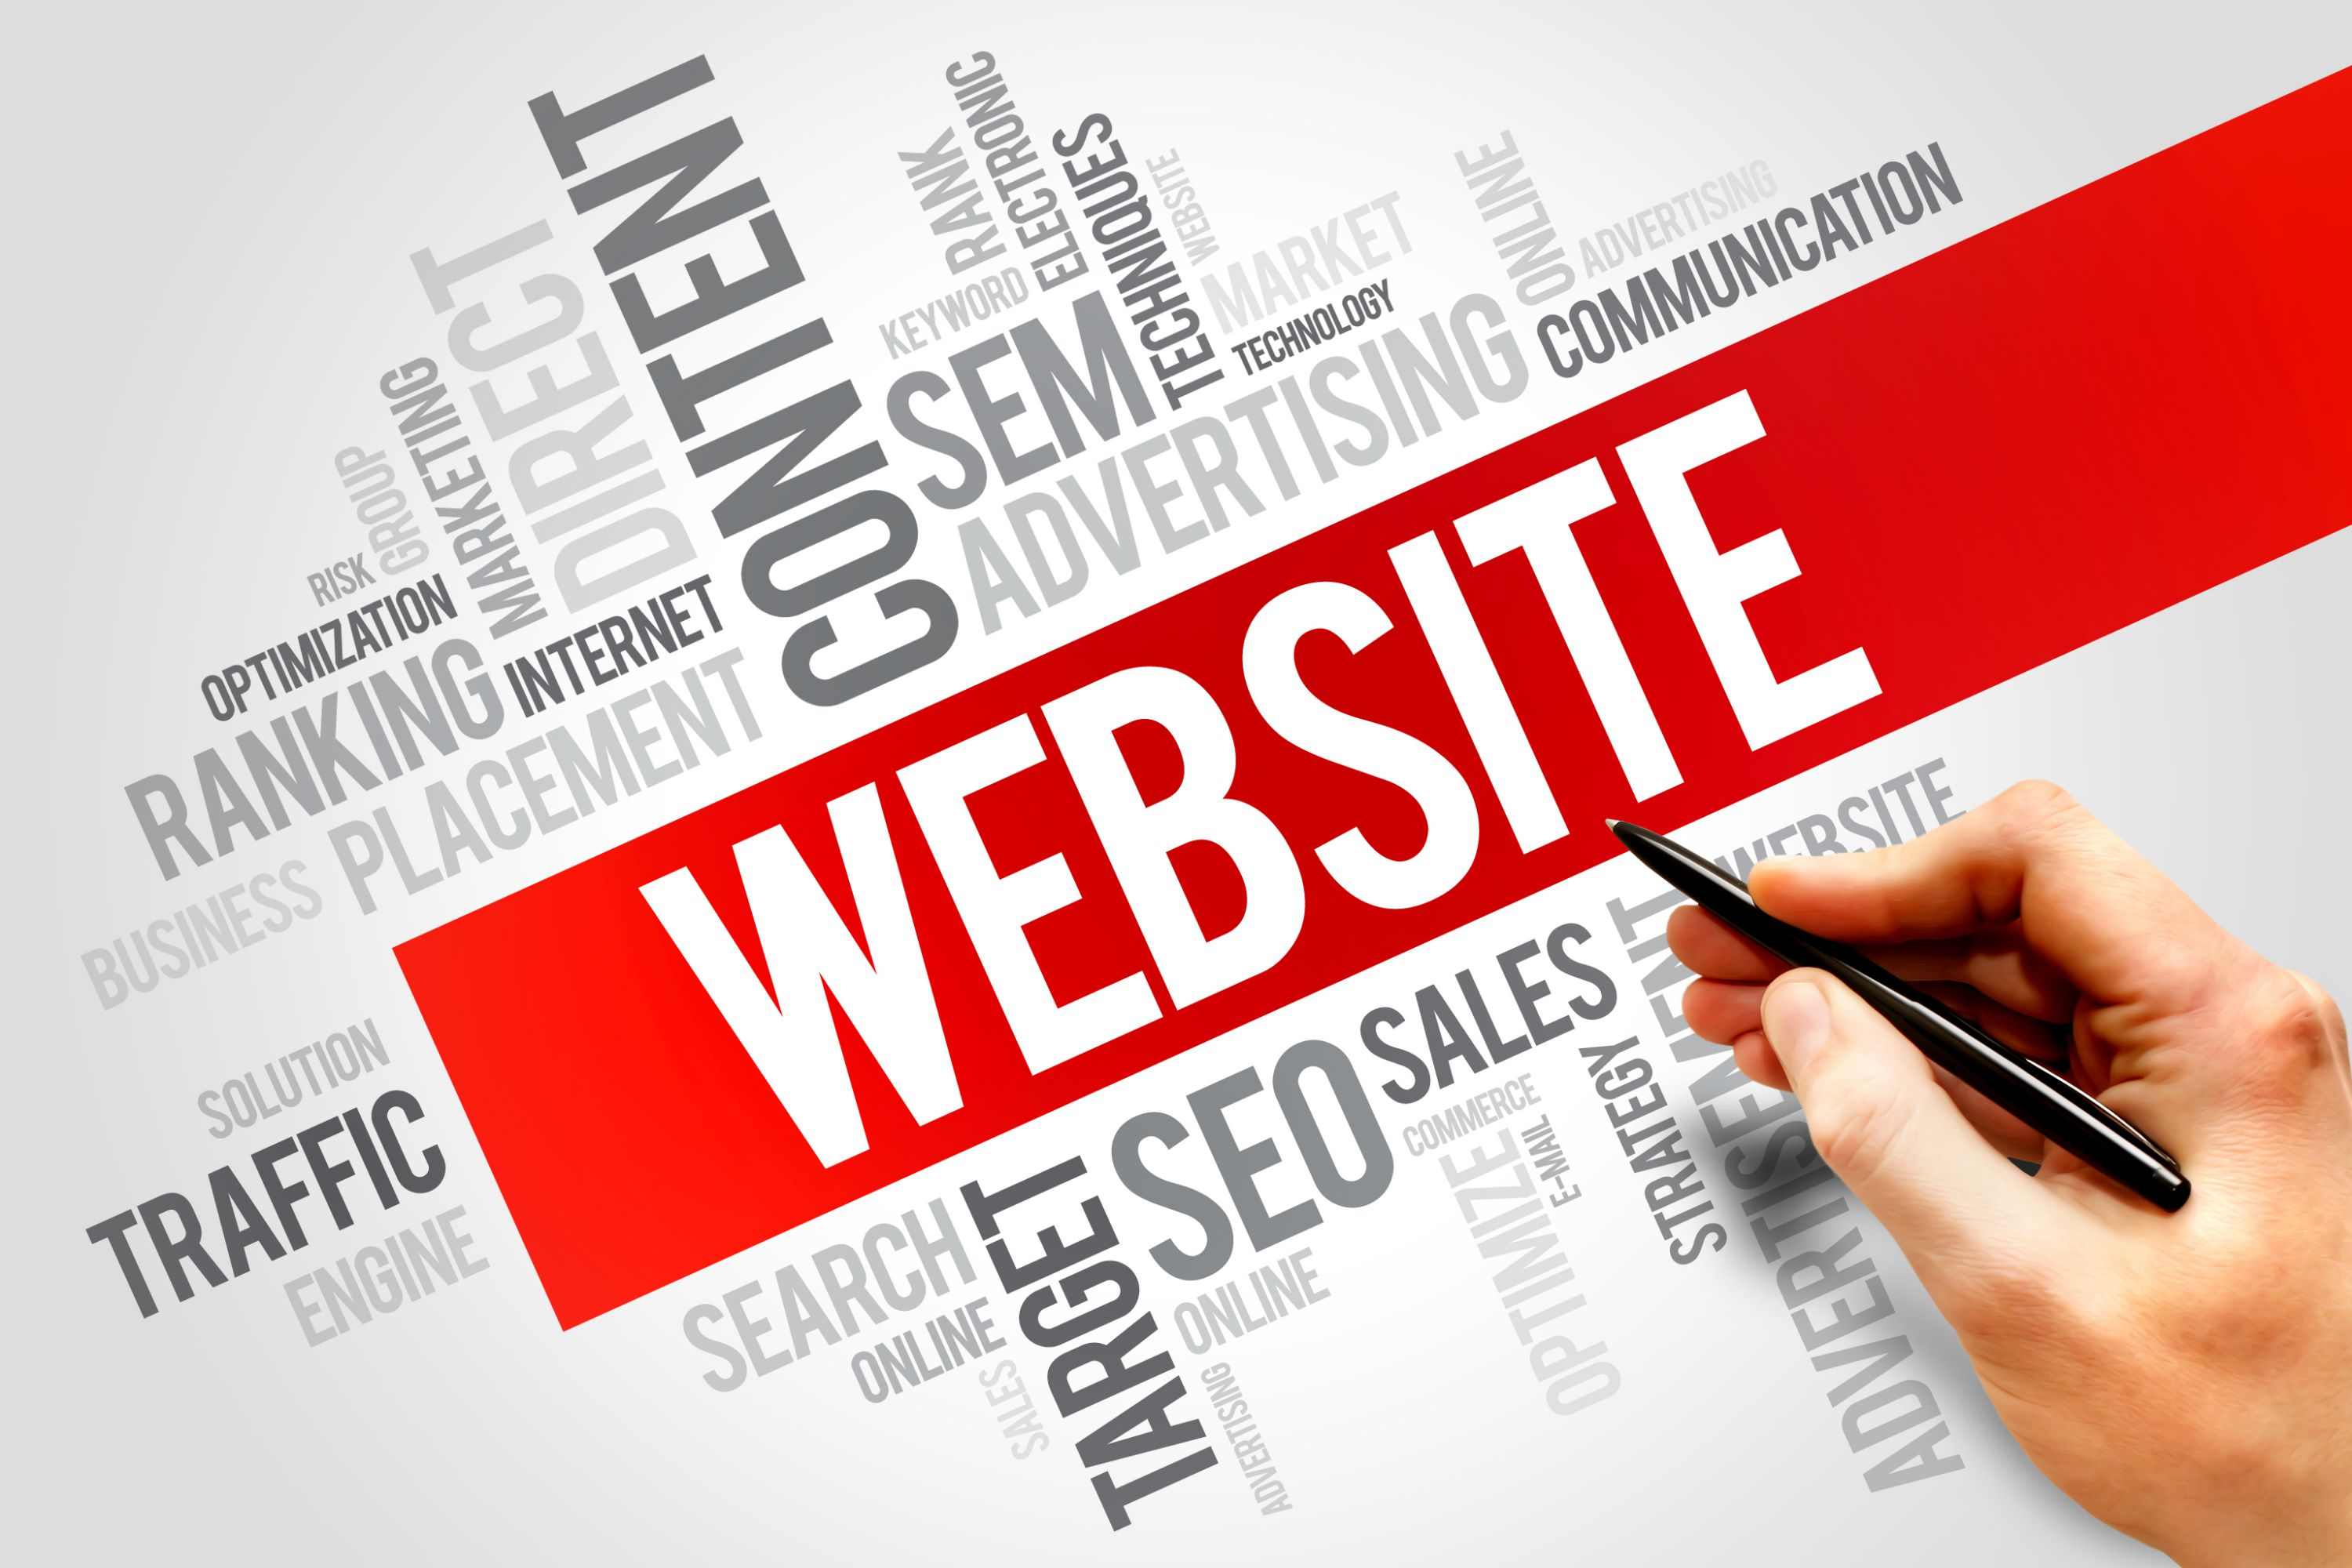 CONTENT
DIRECT
MARKETING
GROUP
RISK
OPTIMIZATION
RANKING
INTERNET
BUSINESS
PLACEMENT
RANK
ELECTRONIC
KEYWORD
TECHNIQUES
WEBSITE
SEM
MARKET
TECHNOLOGY
ADVERTISING
ONLINE
ADVERTISING
COMMUNICATION
WEBSITE
SOLUTION
TRAFFIC
ENGINE
SEARCH
ONLINE
SALES
TARGET
SEO
ONLINE
ADVERTISING
SALES
COMMERCE
E-MAIL
OPTIMIZE
STRATEGY
ADVERTISEMENT
WEBSITE